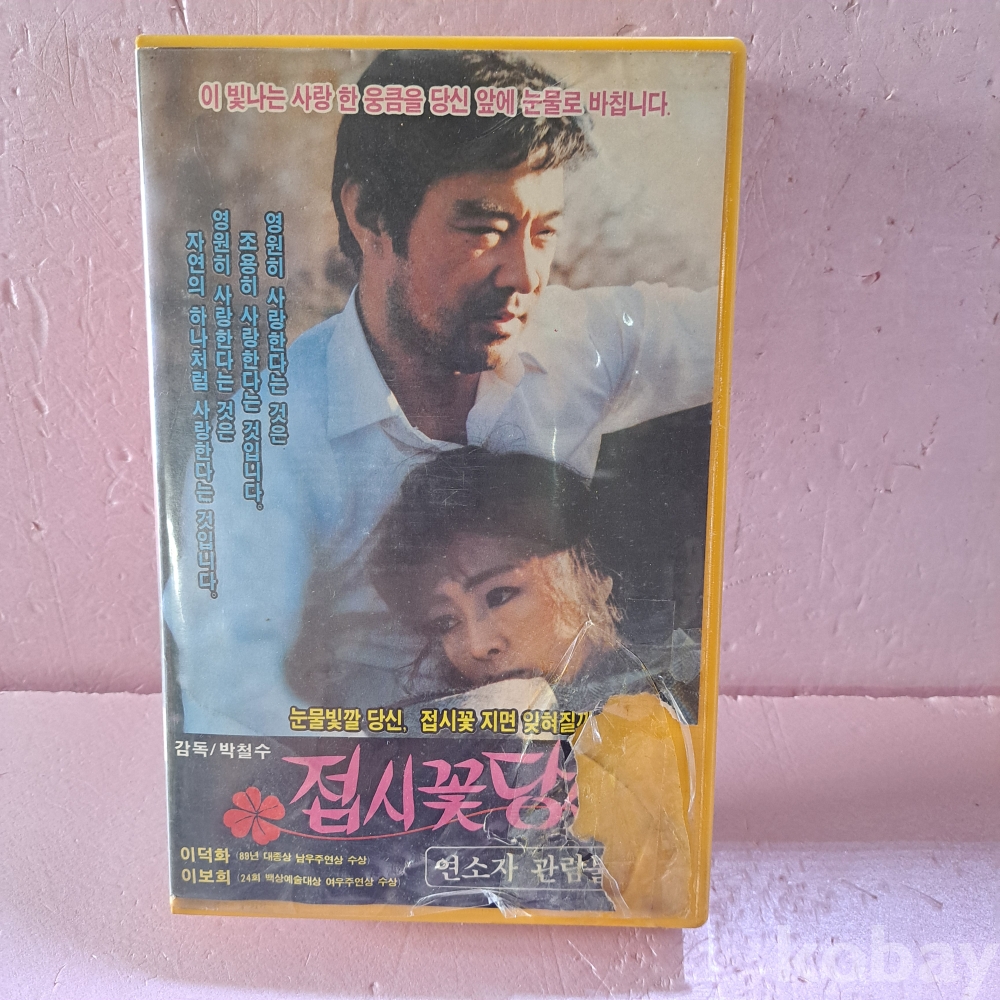 이 빛나는 사랑 한 웅큼을 당신 앞에 눈물로 바칩니다.
영원히 사랑한다는 것은
조용히 사랑한다는 것입니다.
영원히 사랑한다는 것은
자연의 하나처럼 사랑한다는 것입니다.
눈물빛깔 당신, 접시꽃 지면 잊혀질까
감독/박철수
접시꽃당
이덕화 (89년 대종상 남우주연상 수상)
이보희 (24회 백상예술대상 여우주연상 수상)
연소자 관람
kobay